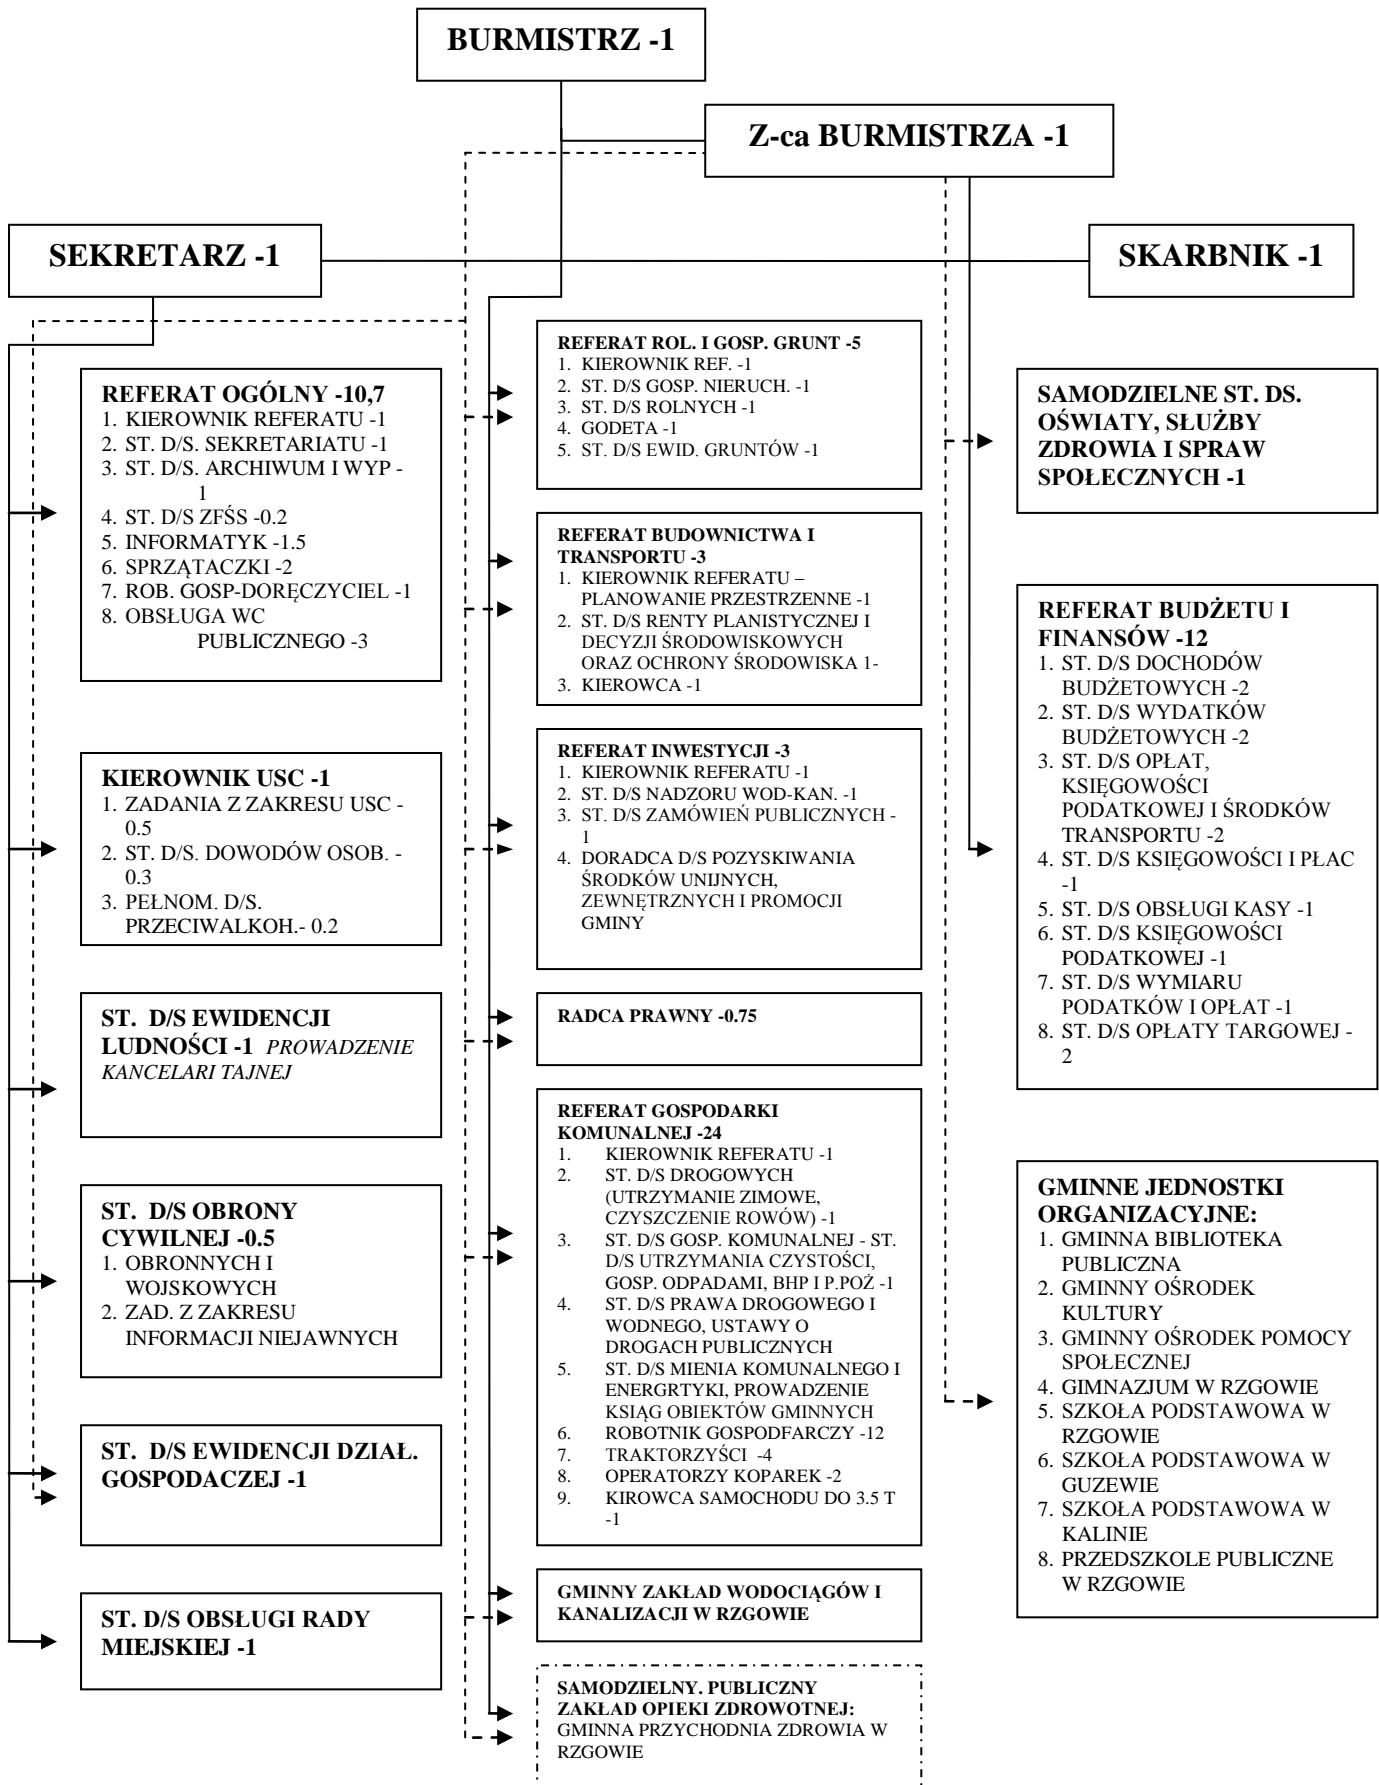 BURMISTRZ -1
Z-ca BURMISTRZA -1
SEKRETARZ -1
SKARBNIK -1
REFERAT OGÓLNY -10,7
1. KIEROWNIK REFERATU -1
2. ST. D/S. SEKRETARIATU -1
3. ST. D/S. ARCHIWUM I WYP -
1
4. ST. D/S ZFŚS -0.2
5. INFORMATYK -1.5
6. SPRZĄTACZKI -2
7. ROB. GOSP-DORĘCZYCIEL -1
8. OBSŁUGA WC
PUBLICZNEGO -3
KIEROWNIK USC -1
1. ZADANIA Z ZAKRESU USC -
0.5
2. ST. D/S. DOWODÓW OSOB. -
0.3
3. PEŁNOM. D/S.
PRZECIWALKOH.- 0.2
ST. D/S EWIDENCJI
LUDNOŚCI -1 PROWADZENIE
KANCELARI TAJNEJ
ST. D/S OBRONY
CYWILNEJ -0.5
1. OBRONNYCH I
WOJSKOWYCH
2. ZAD. Z ZAKRESU
INFORMACJI NIEJAWNYCH
ST. D/S EWIDENCJI DZIAŁ.
GOSPODACZEJ -1
ST. D/S OBSŁUGI RADY
MIEJSKIEJ -1
REFERAT ROL. I GOSP. GRUNT -5
1. KIEROWNIK REF. -1
2. ST. D/S GOSP. NIERUCH. -1
3. ST. D/S ROLNYCH -1
4. GODETA -1
5. ST. D/S EWID. GRUNTÓW -1
REFERAT BUDOWNICTWA I
TRANSPORTU -3
1. KIEROWNIK REFERATU –
PLANOWANIE PRZESTRZENNE -1
2. ST. D/S RENTY PLANISTYCZNEJ I
DECYZJI ŚRODOWISKOWYCH
ORAZ OCHRONY ŚRODOWISKA 1-
3. KIEROWCA -1
REFERAT INWESTYCJI -3
1. KIEROWNIK REFERATU -1
2. ST. D/S NADZORU WOD-KAN. -1
3. ST. D/S ZAMÓWIEŃ PUBLICZNYCH -
1
4. DORADCA D/S POZYSKIWANIA
ŚRODKÓW UNIJNYCH,
ZEWNĘTRZNYCH I PROMOCJI
GMINY
RADCA PRAWNY -0.75
REFERAT GOSPODARKI
KOMUNALNEJ -24
1. KIEROWNIK REFERATU -1
2. ST. D/S DROGOWYCH
(UTRZYMANIE ZIMOWE,
CZYSZCZENIE ROWÓW) -1
3. ST. D/S GOSP. KOMUNALNEJ - ST.
D/S UTRZYMANIA CZYSTOŚCI,
GOSP. ODPADAMI, BHP I P.POŻ -1
4. ST. D/S PRAWA DROGOWEGO I
WODNEGO, USTAWY O
DROGACH PUBLICZNYCH
5. ST. D/S MIENIA KOMUNALNEGO I
ENERGRTYKI, PROWADZENIE
KSIĄG OBIEKTÓW GMINNYCH
6. ROBOTNIK GOSPODFARCZY -12
7. TRAKTORZYŚCI -4
8. OPERATORZY KOPAREK -2
9. KIROWCA SAMOCHODU DO 3.5 T
-1
GMINNY ZAKŁAD WODOCIĄGÓW I
KANALIZACJI W RZGOWIE
SAMODZIELNY. PUBLICZNY
ZAKŁAD OPIEKI ZDROWOTNEJ:
GMINNA PRZYCHODNIA ZDROWIA W
RZGOWIE
SAMODZIELNE ST. DS.
OŚWIATY, SŁUŻBY
ZDROWIA I SPRAW
SPOŁECZNYCH -1
REFERAT BUDŻETU I
FINANSÓW -12
1. ST. D/S DOCHODÓW
BUDŻETOWYCH -2
2. ST. D/S WYDATKÓW
BUDŻETOWYCH -2
3. ST. D/S OPŁAT,
KSIĘGOWOŚCI
PODATKOWEJ I ŚRODKÓW
TRANSPORTU -2
4. ST. D/S KSIĘGOWOŚCI I PŁAC
-1
5. ST. D/S OBSŁUGI KASY -1
6. ST. D/S KSIĘGOWOŚCI
PODATKOWEJ -1
7. ST. D/S WYMIARU
PODATKÓW I OPŁAT -1
8. ST. D/S OPŁATY TARGOWEJ -
2
GMINNE JEDNOSTKI
ORGANIZACYJNE:
1. GMINNA BIBLIOTEKA
PUBLICZNA
2. GMINNY OŚRODEK
KULTURY
3. GMINNY OŚRODEK POMOCY
SPOŁECZNEJ
4. GIMNAZJUM W RZGOWIE
5. SZKOŁA PODSTAWOWA W
RZGOWIE
6. SZKOŁA PODSTAWOWA W
GUZEWIE
7. SZKOŁA PODSTAWOWA W
KALINIE
8. PRZEDSZKOLE PUBLICZNE
W RZGOWIE